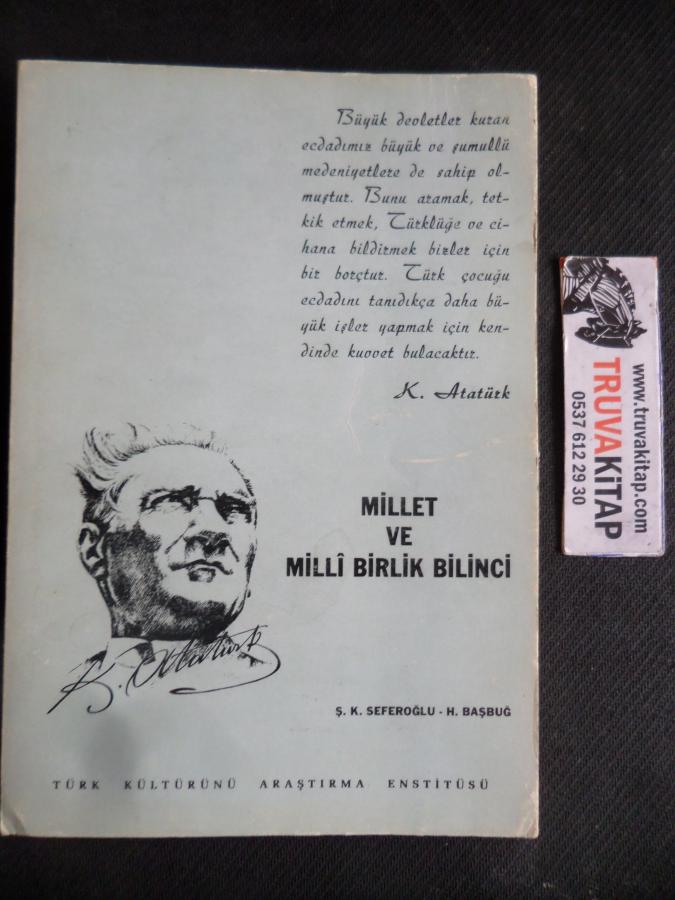 Büyük devletler kuran
ecdadımız büyük ve şumullü
medeniyetlere de sahip ol-
muştur. Bunu aramak, tet-
kik etmek, Türklüğe ve ci-
hana bildirmek bizler için
bir borçtur. Türk çocuğu
ecdadını tanıdıkça daha bü-
yük işler yapmak için ken-
dinde kuvvet bulacaktır.
K. Atatürk
MİLLET
VE
MİLLÎ BİRLİK BİLİNCİ
K. Atatürk
Ş. K. SEFEROĞLU - H. BAŞBUĞ
TÜRK KÜLTÜRÜNÜ ARAŞTIRMA ENSTİTÜSÜ
www.truvakitap.com
TRUVAKİTAP
0537 612 29 30